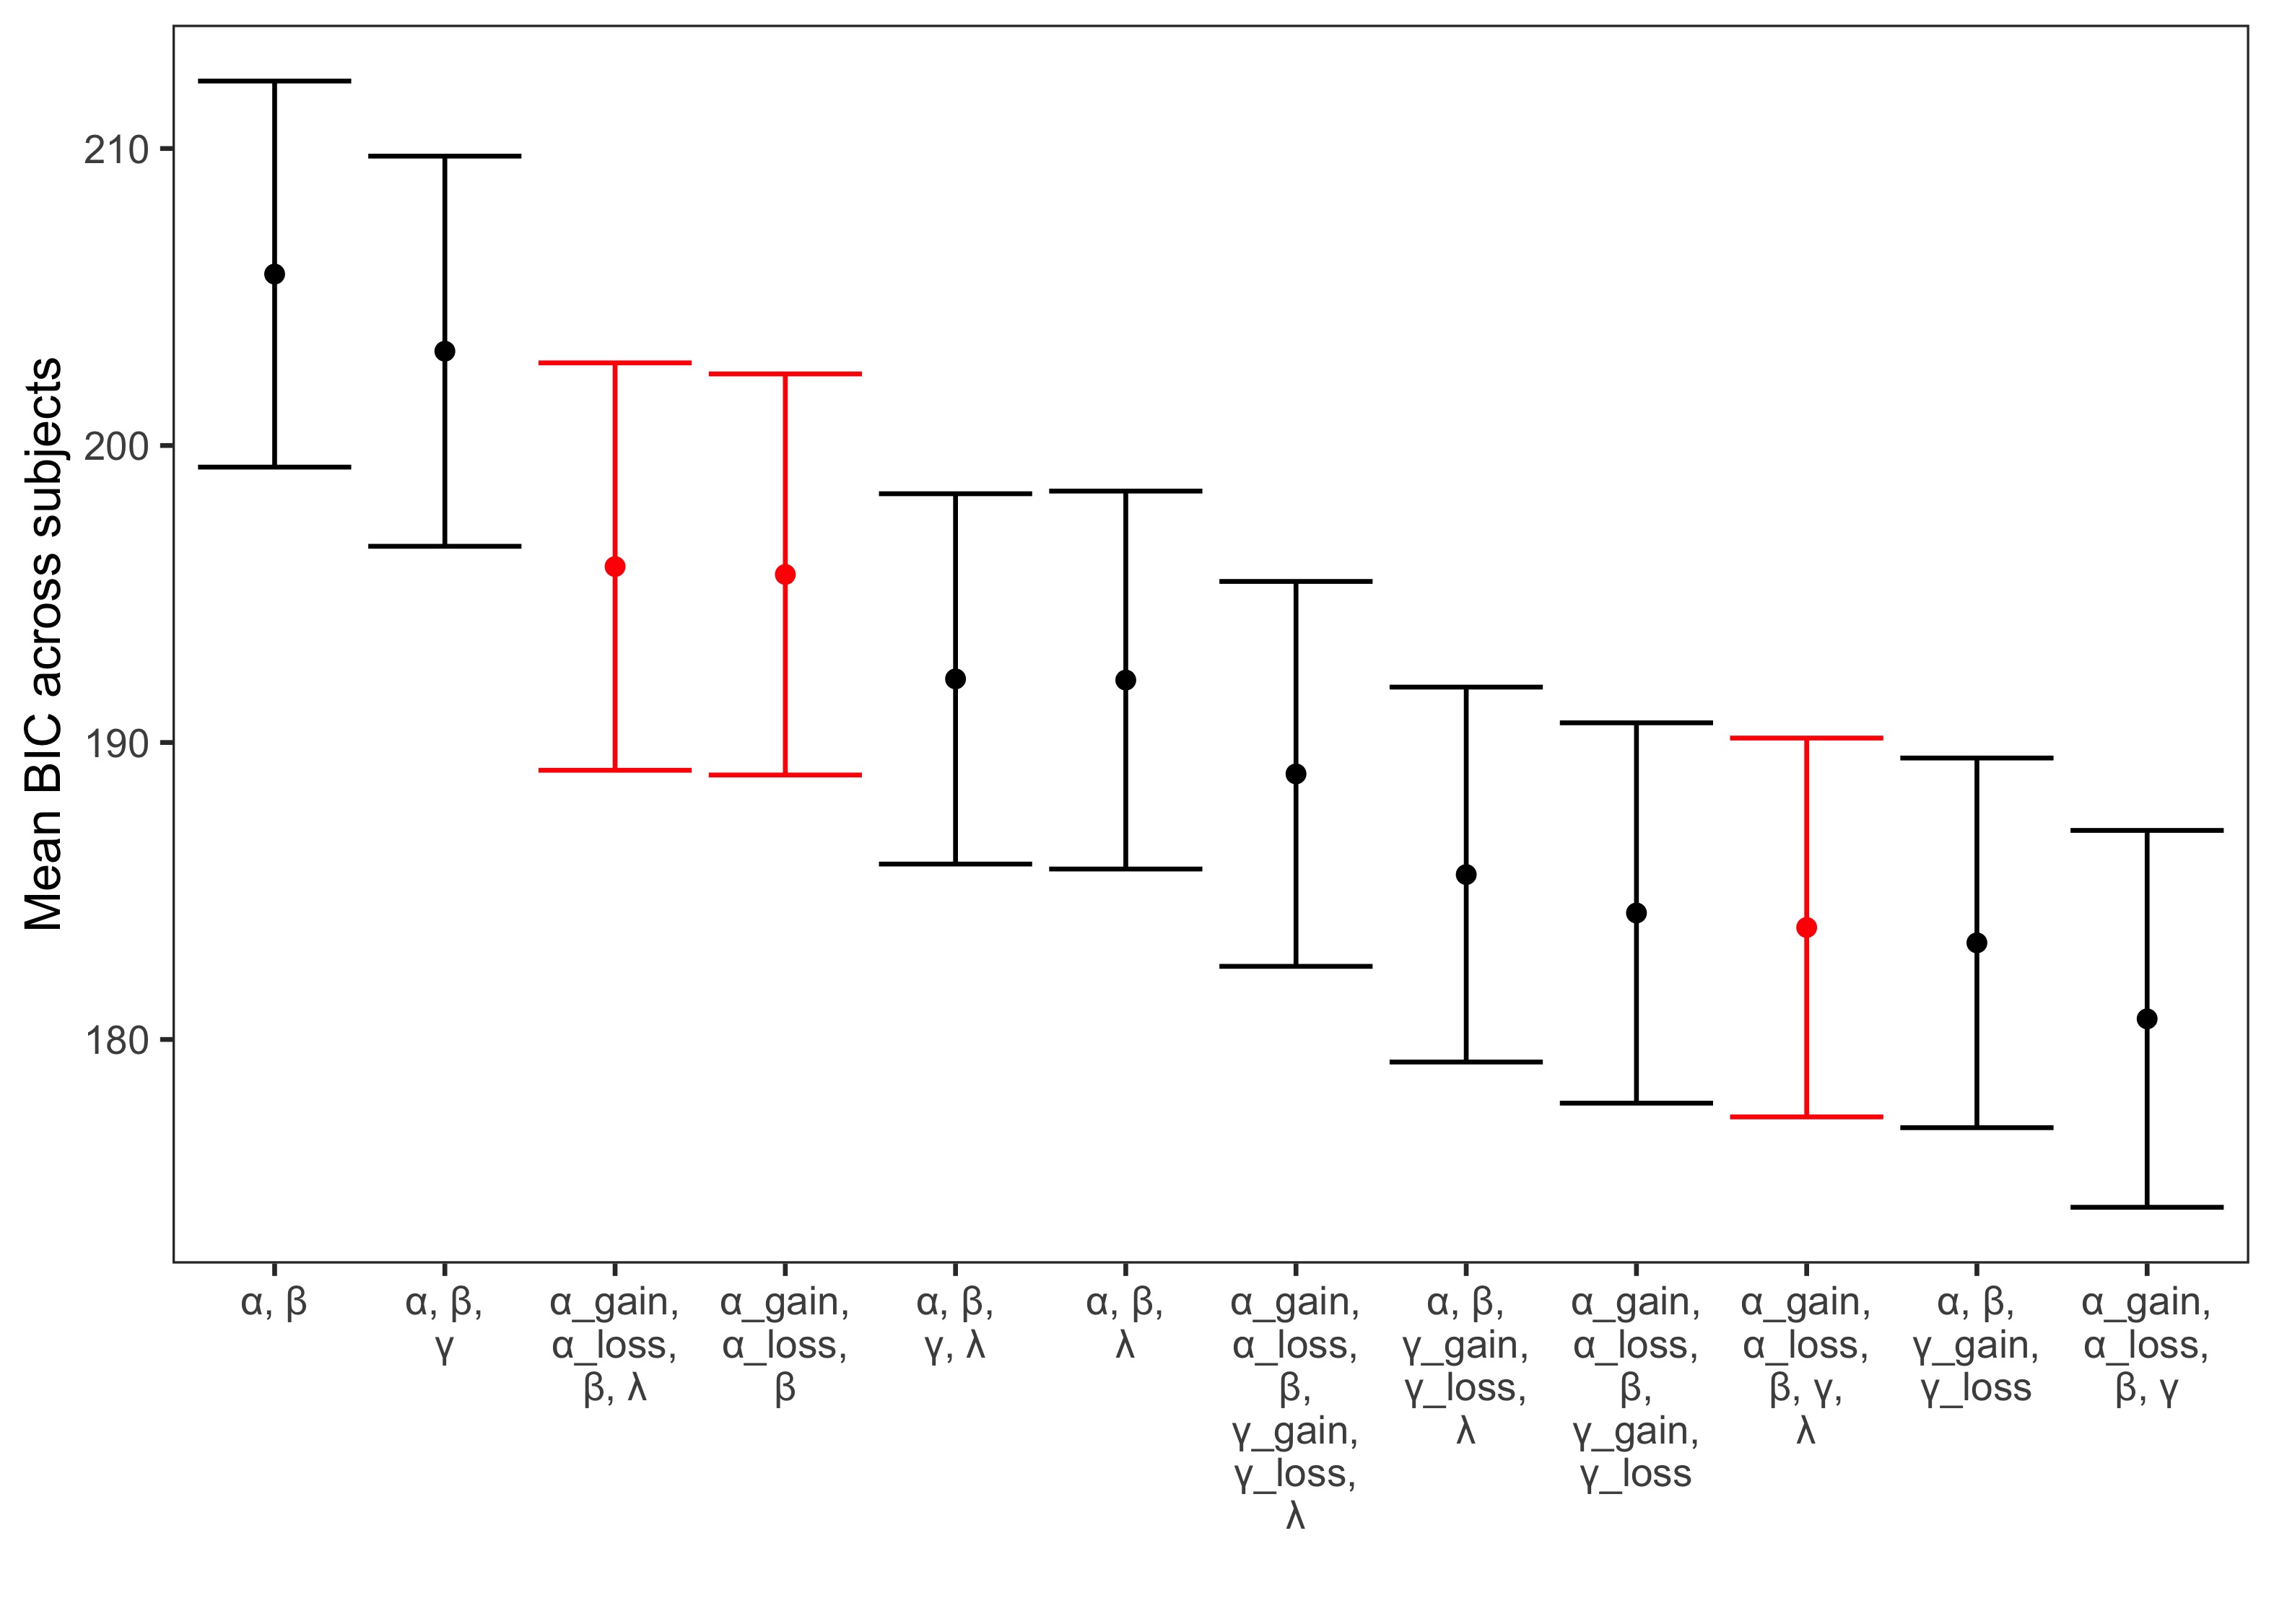 Mean BIC across subjects
210
200
190
180
α, β
α, β,
γ
α_gain,
α_loss,
β, λ
α_gain,
α_loss,
β
α, β,
γ, λ
α, β,
λ
α_gain,
α_loss,
β,
γ_gain,
γ_loss,
λ
α, β,
γ_gain,
γ_loss,
λ
α_gain,
α_loss,
β,
γ_gain,
γ_loss
α_gain,
α_loss,
β, γ,
λ
α, β,
γ_gain,
γ_loss
α_gain,
α_loss,
β, γ